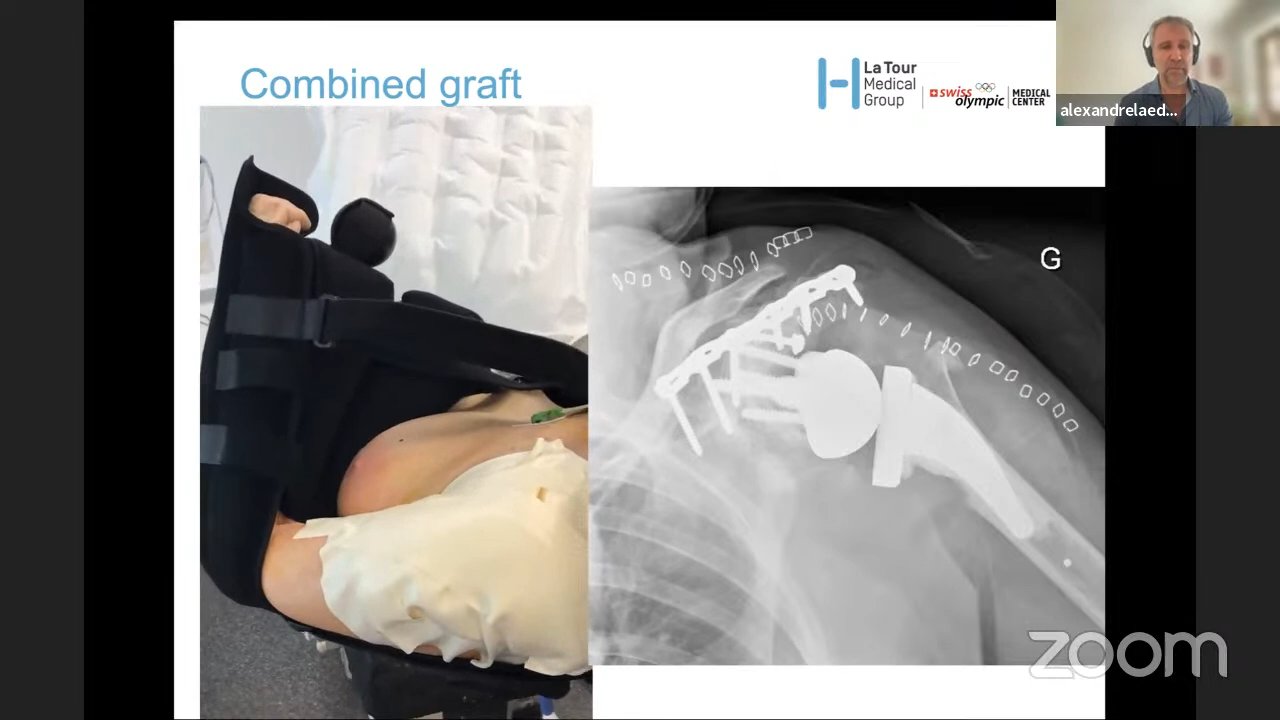 Combined graft
La Tour
Medical
Group
swiss
olympic
MEDICAL
CENTER
alexandrelaed...
G
zoom